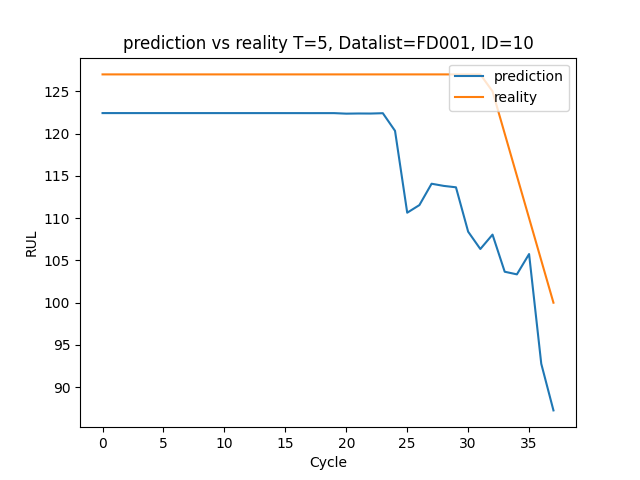 prediction vs reality T=5, Datalist=FD001, ID=10
prediction
reality
RUL
125
120
115
110
105
100
95
90
0 5 10 15 20 25 30 35
Cycle